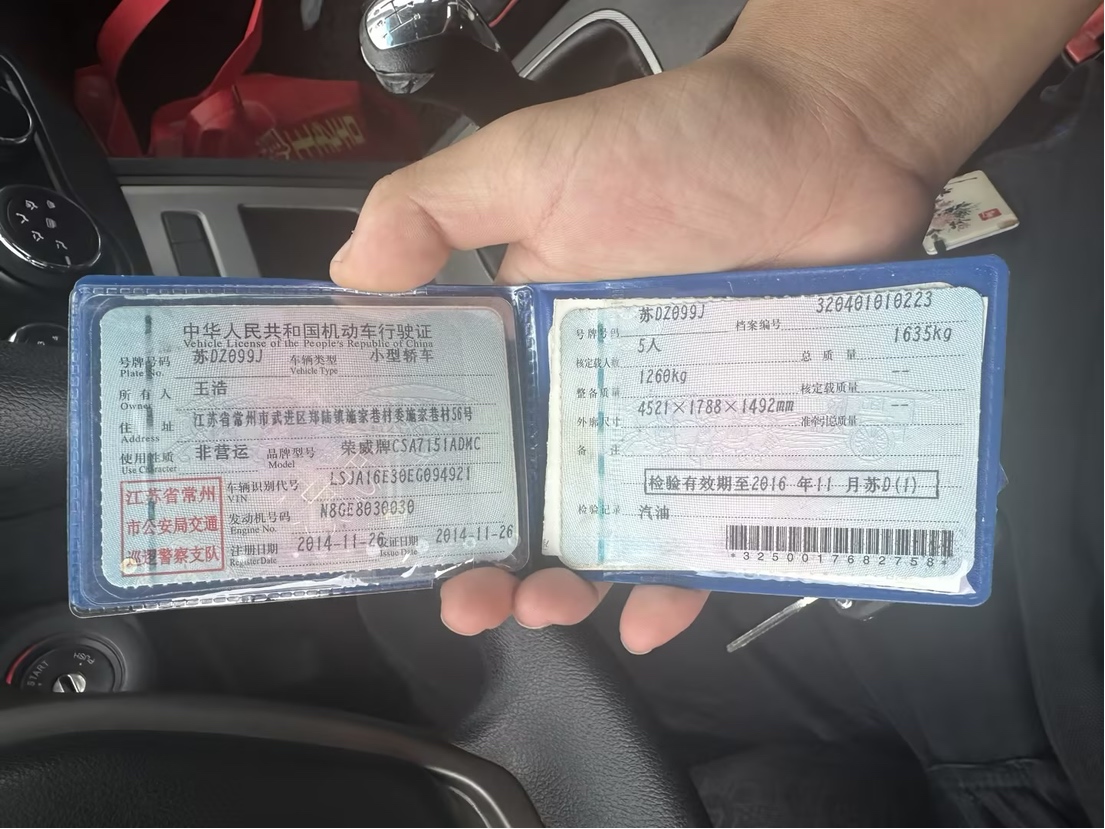 中华人民共和国机动车行驶证
Vehicle License of the People's Republic of China
号牌号码 Plate No. 苏DZ099J 车辆类型 Vehicle Type 小型轿车
所有人 Owner 王浩
住址 Address 江苏省常州市武进区郑陆镇施家巷村委施家巷村56号
使用性质 Use Character 非营运 品牌型号 Model 荣威牌CSA7151ADMC
车辆识别代号 VIN LSJA16E30EG094921
发动机号码 Engine No. N8GE8030030
注册日期 Register Date 2014-11-26 发证日期 Issue Date 2014-11-26
江苏省常州
市公安局交通
巡逻警察支队
号牌号码 苏DZ099J 档案编号 320401010223
核定载人数 5人 总质量 1635kg
整备质量 1260kg 核定载质量 --
外廓尺寸 4521×1788×1492mm 准牵引总质量 --
备注
检验有效期至2016年11月苏D(1)
检验记录 汽油
*3250017682758*
START
PUSH